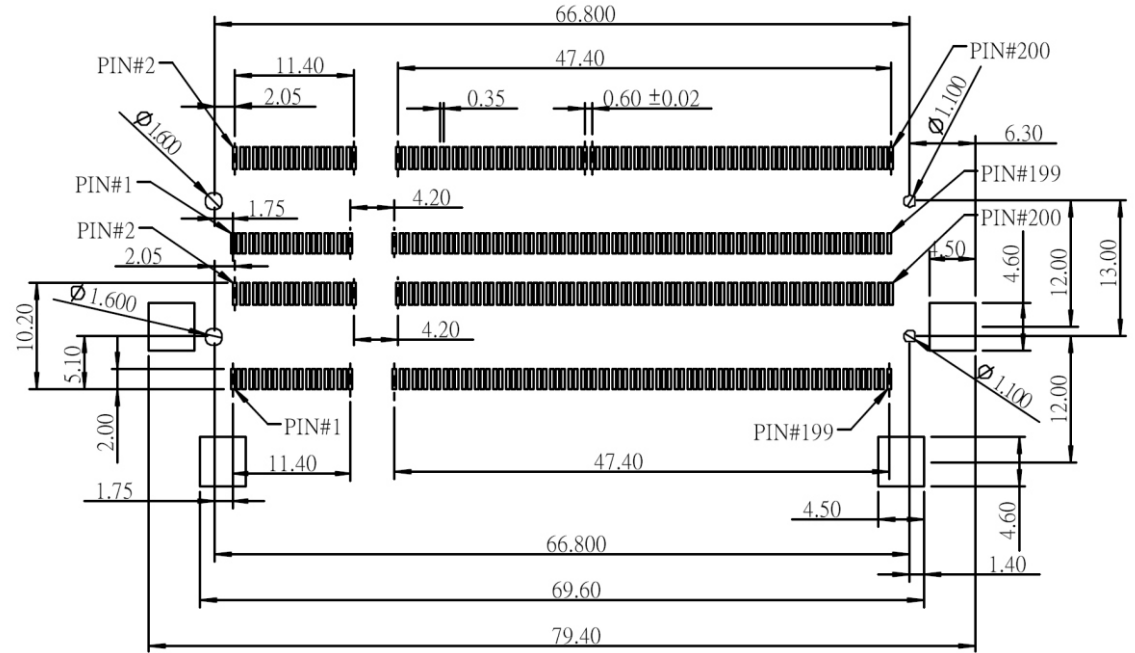 66.800
PIN#2
11.40
47.40
PIN#200
2.05
0.35
0.60 ±0.02
Ø1.600
Ø1.100
6.30
PIN#1
PIN#199
1.75
4.20
PIN#2
PIN#200
2.05
4.50
4.60
12.00
13.00
Ø1.600
10.20
5.10
4.20
2.00
Ø1.100
12.00
PIN#1
PIN#199
11.40
47.40
1.75
4.50
4.60
66.800
1.40
69.60
79.40